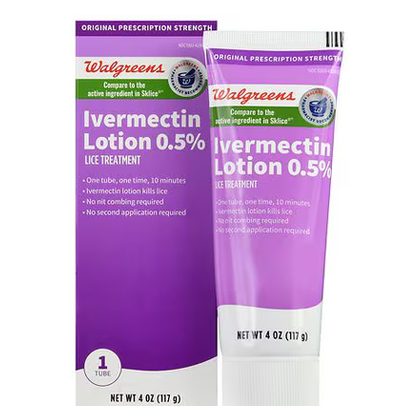 ORIGINAL PRESCRIPTION STRENGTH
Walgreens
Compare to the
active ingredient in Sklice®
Ivermectin
Lotion 0.5%
LICE TREATMENT
• One tube, one time, 10 minutes
• Ivermectin lotion kills lice
• No nit combing required
• No second application required
1
TUBE
NET WT 4 OZ (117 g)
ORIGINAL PRESCRIPTION STRENGTH
Walgreens
Compare to the
active ingredient in Sklice®
Ivermectin
Lotion 0.5%
LICE TREATMENT
• One tube, one time, 10 minutes
• Ivermectin lotion kills lice
• No nit combing required
• No second application required
NET WT 4 OZ (117 g)